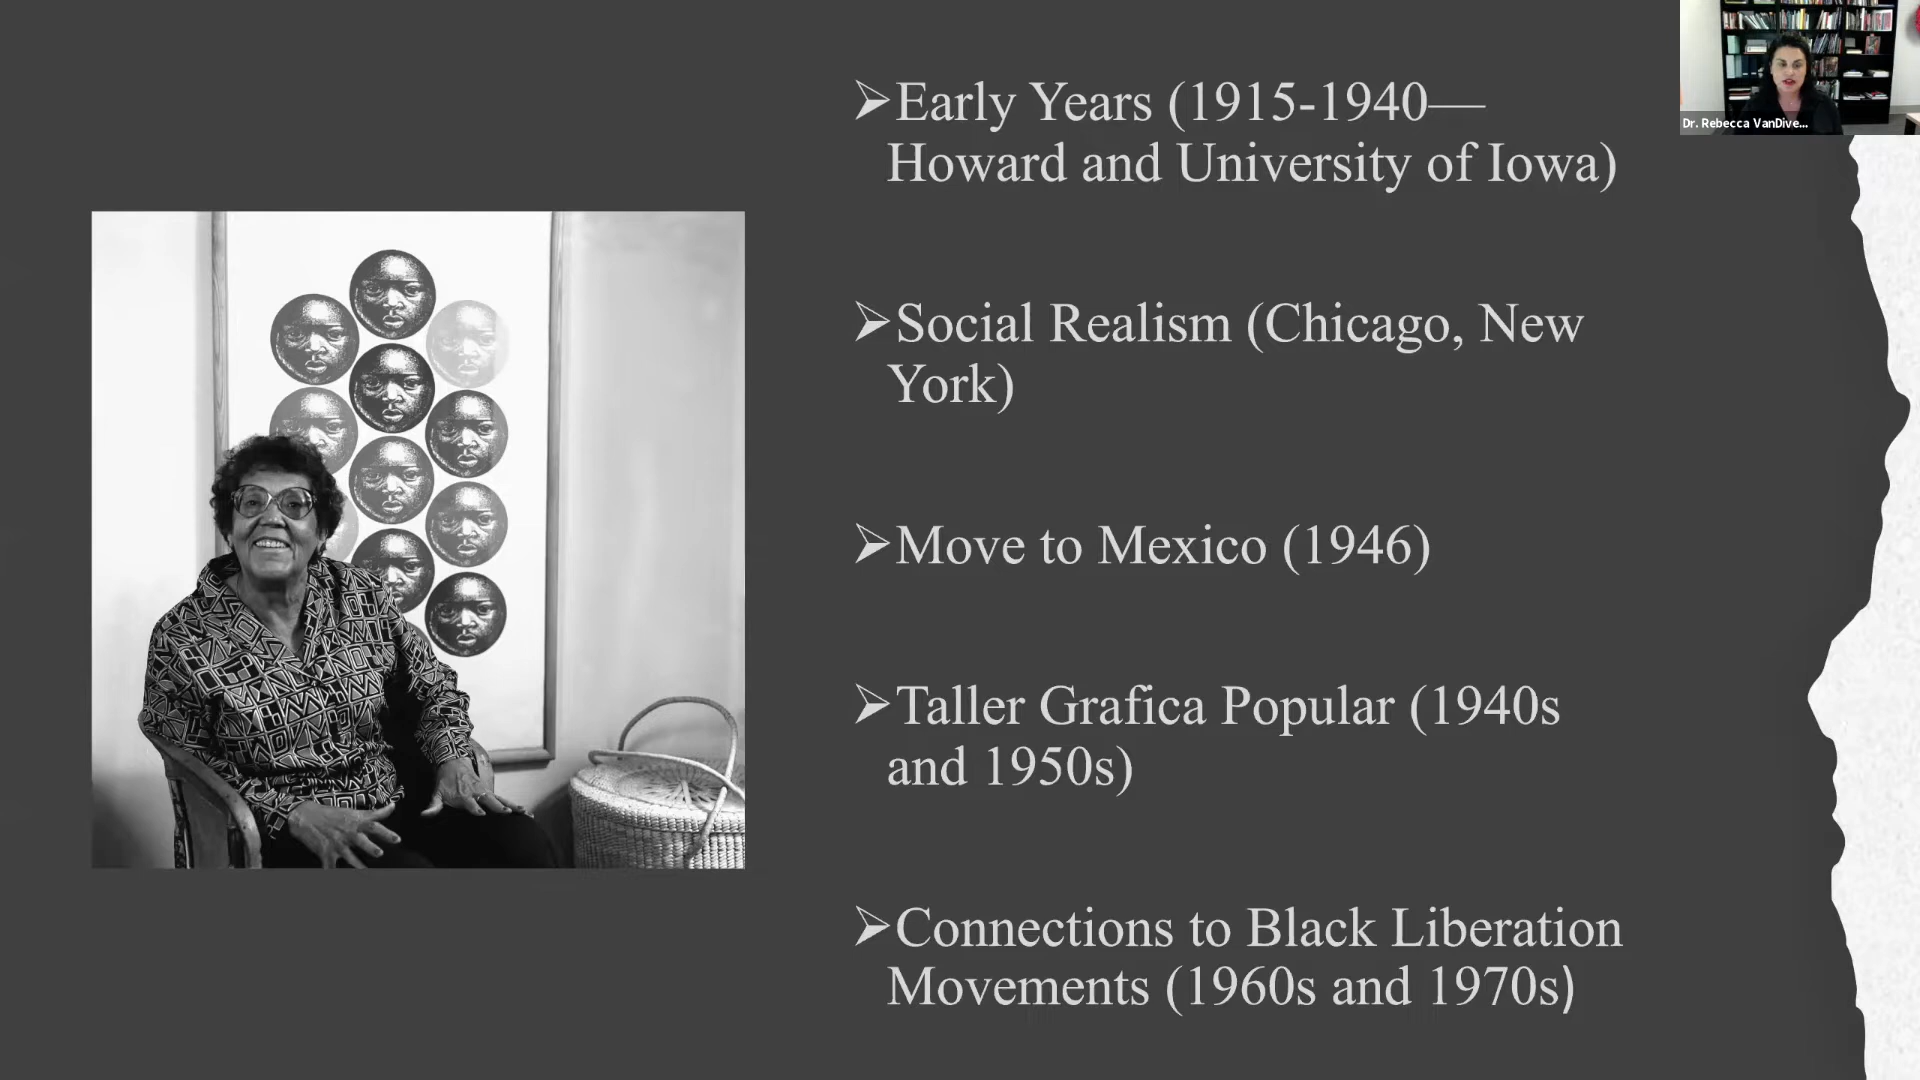 ➢Early Years (1915-1940—
Howard and University of Iowa)
➢Social Realism (Chicago, New
York)
➢Move to Mexico (1946)
➢Taller Grafica Popular (1940s
and 1950s)
➢Connections to Black Liberation
Movements (1960s and 1970s)
Dr. Rebecca VanDive...